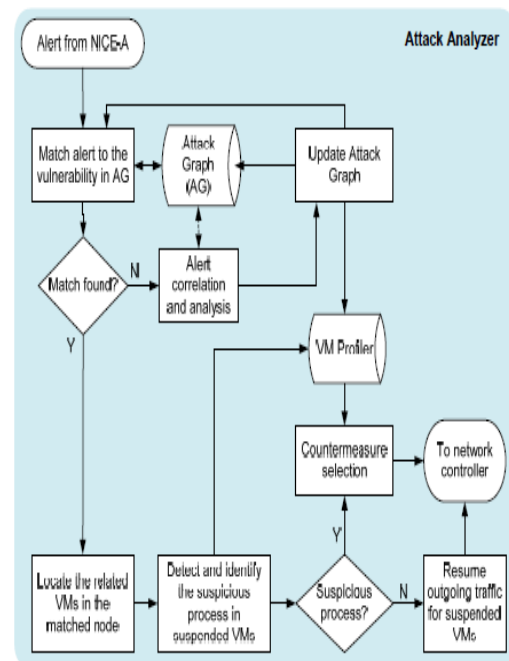 Attack Analyzer
Alert from NICE-A
Match alert to the
vulnerability in AG
Attack
Graph
(AG)
Update Attack
Graph
Match found?
N
Alert
correlation
and analysis
Y
VM Profiler
Countermeasure
selection
To network
controller
Y
Locate the related
VMs in the
matched node
Detect and identify
the suspicious
process in
suspended VMs
Suspicious
process?
N
Resume
outgoing traffic
for suspended
VMs